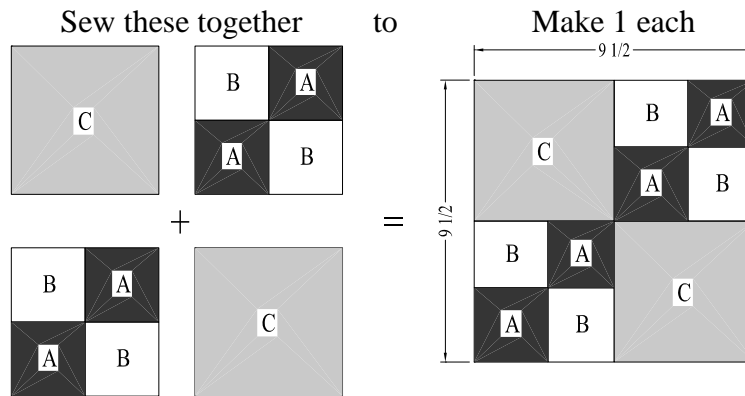 Sew these together to Make 1 each
9 1/2
B A
C
A B
B A
C
A B
+ =
9 1/2
B A
B A
C
C
A B
A B